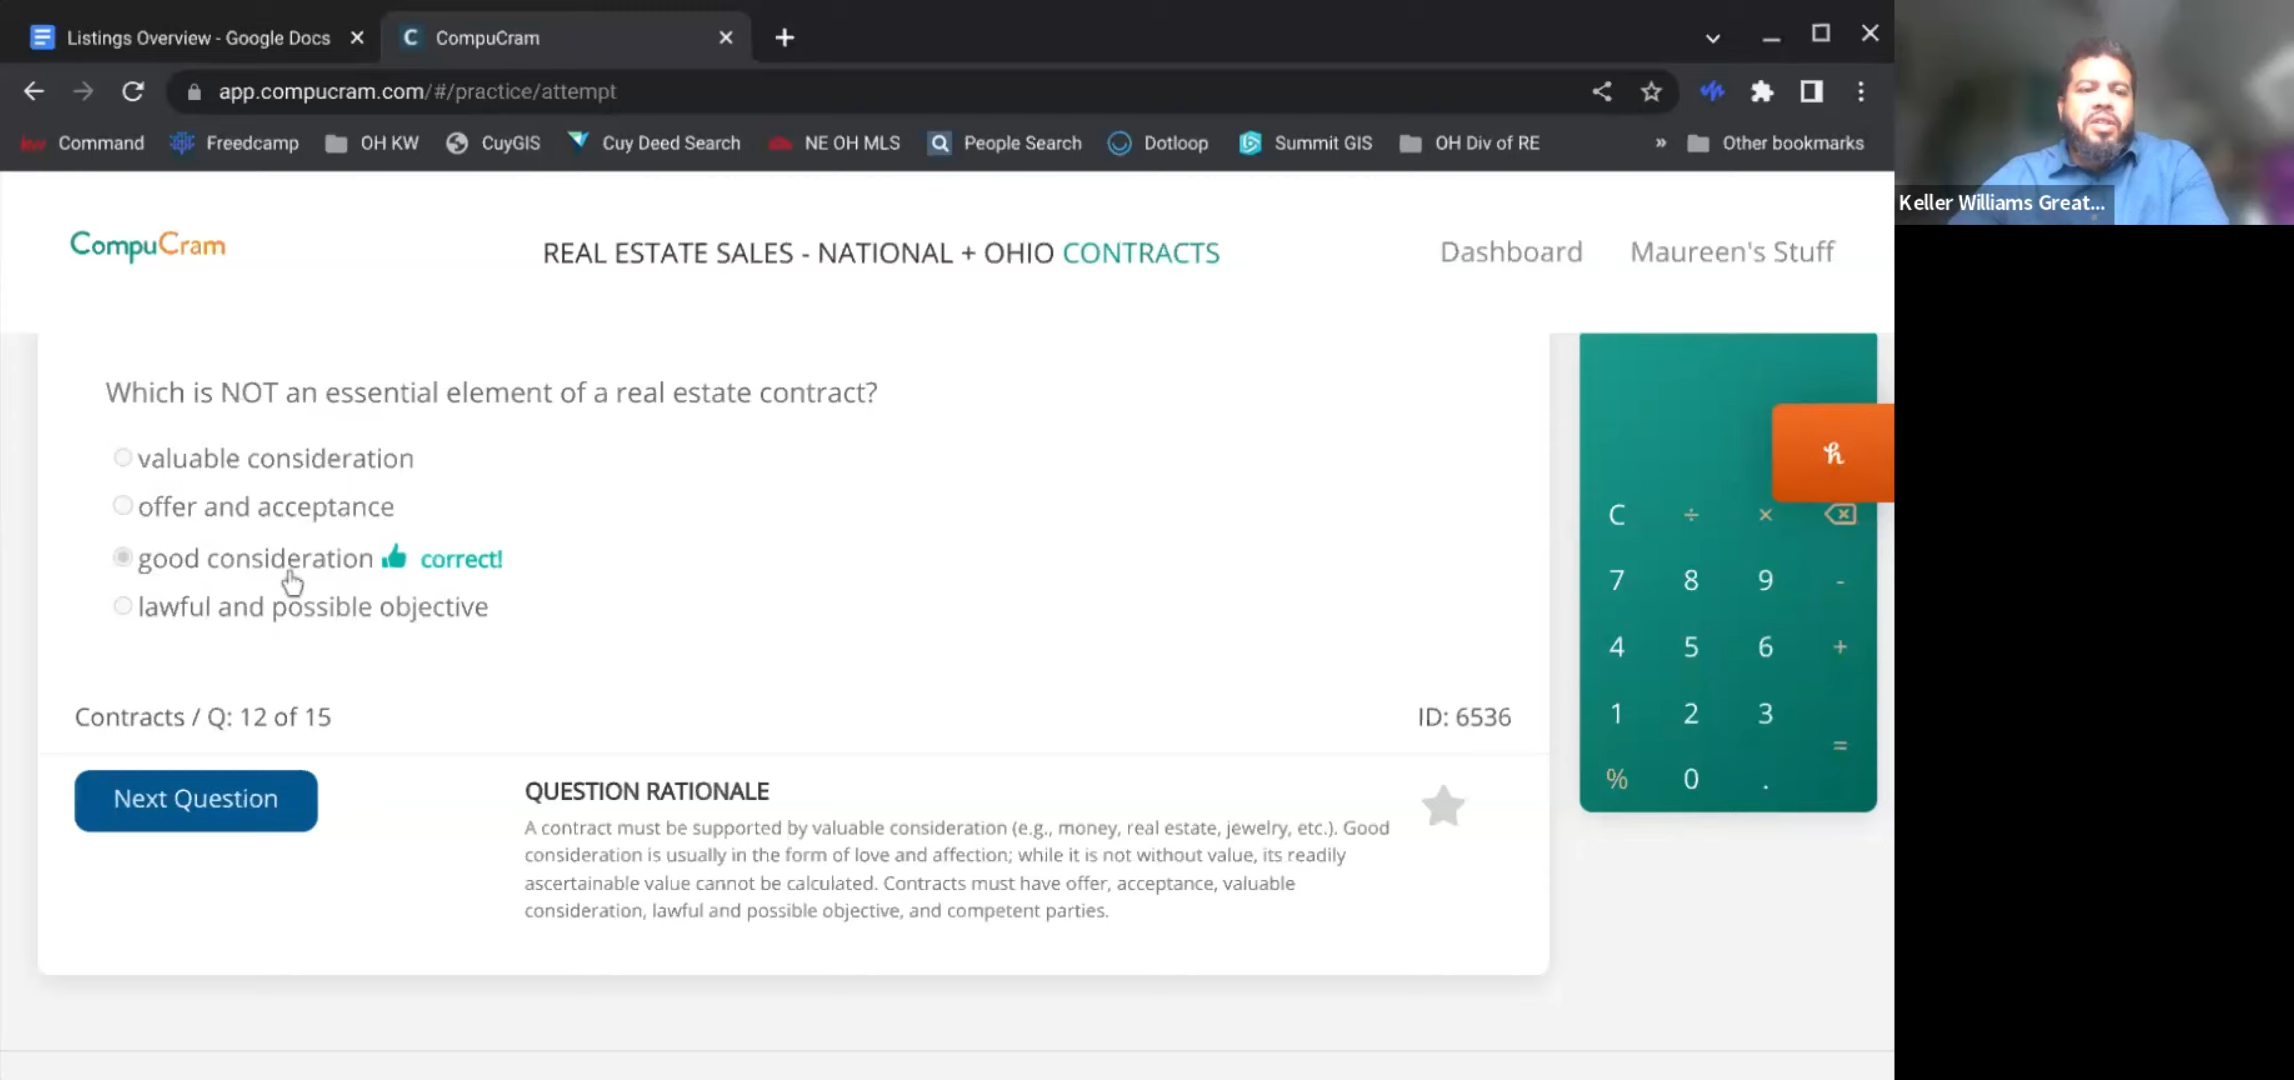 Listings Overview - Google Docs
C CompuCram
app.compucram.com/#/practice/attempt
kw Command
Freedcamp
OH KW
CuyGIS
Cuy Deed Search
NE OH MLS
People Search
Dotloop
Summit GIS
OH Div of RE
»
Other bookmarks
Keller Williams Great...
CompuCram
REAL ESTATE SALES - NATIONAL + OHIO CONTRACTS
Dashboard
Maureen's Stuff
Which is NOT an essential element of a real estate contract?
valuable consideration
offer and acceptance
good consideration correct!
lawful and possible objective
Contracts / Q: 12 of 15
ID: 6536
Next Question
QUESTION RATIONALE
A contract must be supported by valuable consideration (e.g., money, real estate, jewelry, etc.). Good
consideration is usually in the form of love and affection; while it is not without value, its readily
ascertainable value cannot be calculated. Contracts must have offer, acceptance, valuable
consideration, lawful and possible objective, and competent parties.
h
C ÷ ×
7 8 9 -
4 5 6 +
1 2 3
=
% 0 .